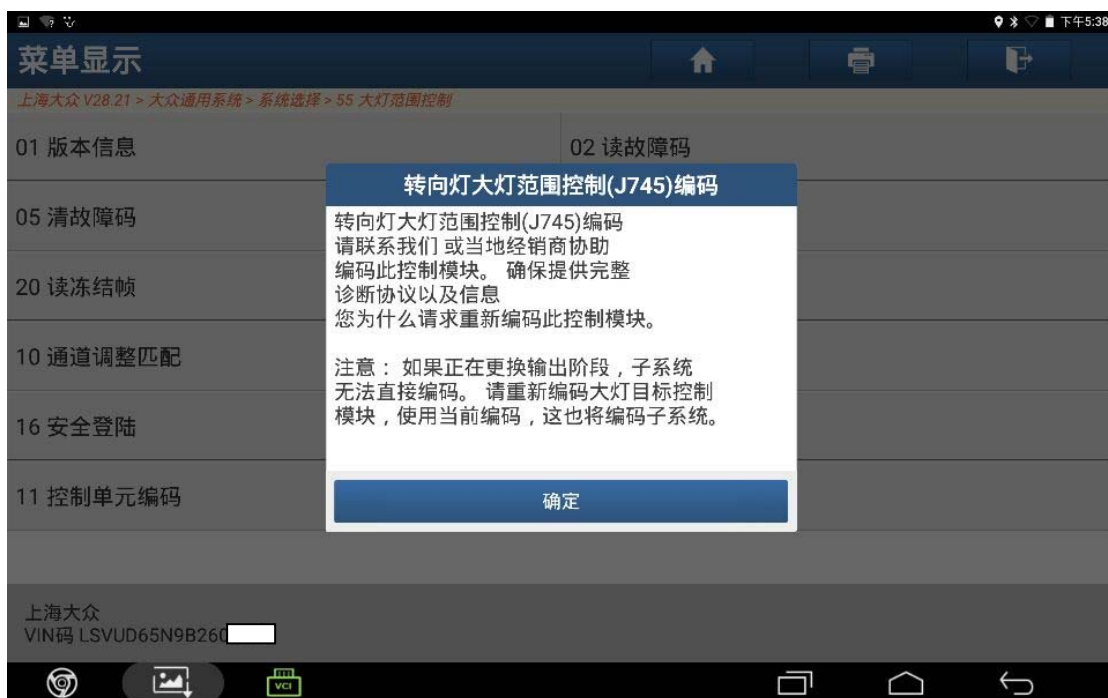 下午5:38
菜单显示
上海大众 V28.21 > 大众通用系统 > 系统选择 > 55 大灯范围控制
01 版本信息
02 读故障码
05 清故障码
20 读冻结帧
10 通道调整匹配
16 安全登陆
11 控制单元编码
转向灯大灯范围控制(J745)编码
转向灯大灯范围控制(J745)编码
请联系我们 或当地经销商协助
编码此控制模块。 确保提供完整
诊断协议以及信息
您为什么请求重新编码此控制模块。
注意： 如果正在更换输出阶段，子系统
无法直接编码。 请重新编码大灯目标控制
模块，使用当前编码，这也将编码子系统。
确定
上海大众
VIN码 LSVUD65N9B260
VCI